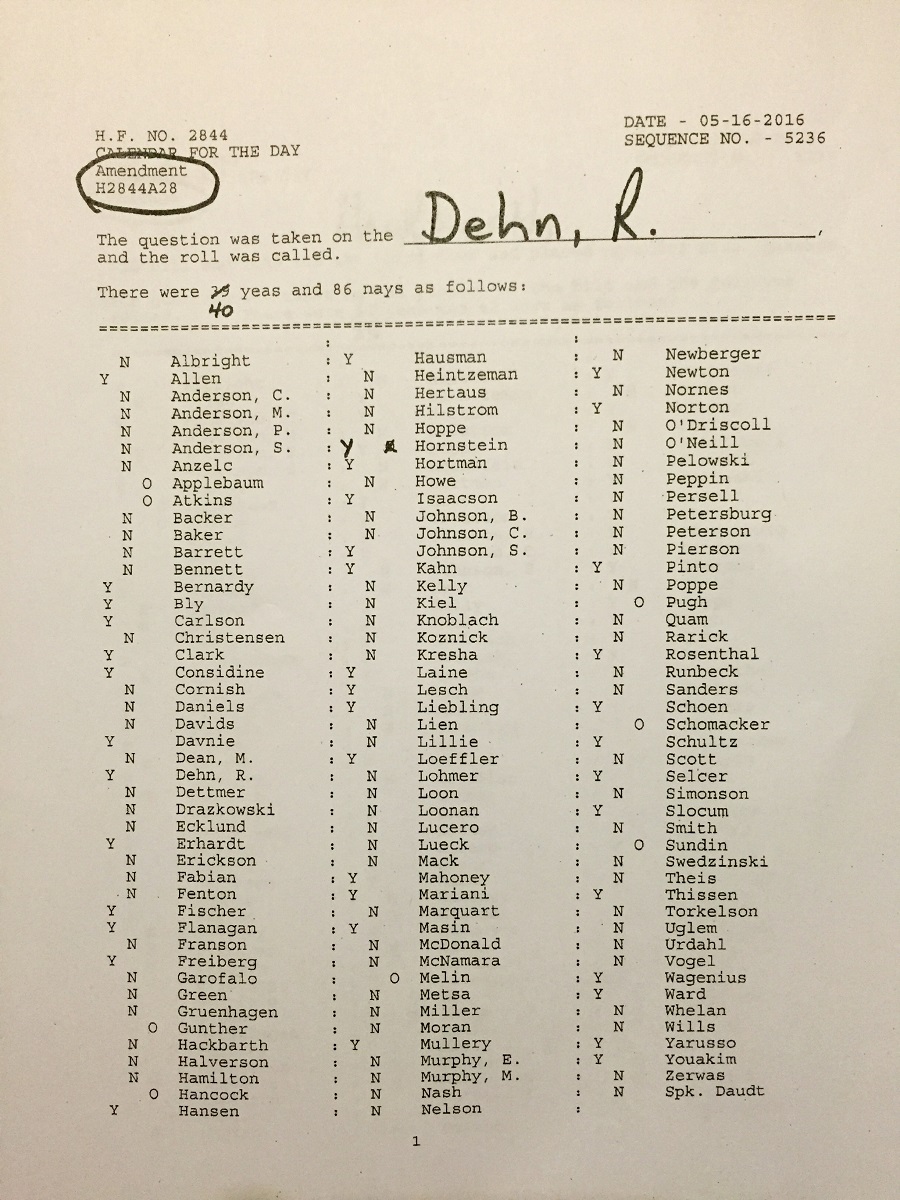 H.F. NO. 2844
DATE - 05-16-2016
CALENDAR FOR THE DAY
SEQUENCE NO. - 5236
Amendment
H2844A28
The question was taken on the Dehn, R.,
and the roll was called.
There were 39 yeas and 86 nays as follows:
40
================================================================================
: :
N Albright : Y Hausman : N Newberger
Y Allen : N Heintzeman : Y Newton
N Anderson, C. : N Hertaus : N Nornes
N Anderson, M. : N Hilstrom : Y Norton
N Anderson, P. : N Hoppe : N O'Driscoll
N Anderson, S. : Y Hornstein : N O'Neill
N Anzelc : Y Hortman : N Pelowski
O Applebaum : N Howe : N Peppin
O Atkins : Y Isaacson : N Persell
N Backer : N Johnson, B. : N Petersburg
N Baker : N Johnson, C. : N Peterson
N Barrett : Y Johnson, S. : N Pierson
N Bennett : Y Kahn : Y Pinto
Y Bernardy : N Kelly : N Poppe
Y Bly : N Kiel : O Pugh
Y Carlson : N Knoblach : N Quam
N Christensen : N Koznick : N Rarick
Y Clark : N Kresha : Y Rosenthal
Y Considine : Y Laine : N Runbeck
N Cornish : Y Lesch : N Sanders
N Daniels : Y Liebling : Y Schoen
N Davids : N Lien : O Schomacker
Y Davnie : N Lillie : Y Schultz
N Dean, M. : Y Loeffler : N Scott
Y Dehn, R. : N Lohmer : Y Selcer
N Dettmer : N Loon : N Simonson
N Drazkowski : N Loonan : Y Slocum
N Ecklund : N Lucero : N Smith
Y Erhardt : N Lueck : O Sundin
N Erickson : N Mack : N Swedzinski
N Fabian : Y Mahoney : N Theis
N Fenton : Y Mariani : Y Thissen
Y Fischer : N Marquart : N Torkelson
Y Flanagan : Y Masin : N Uglem
N Franson : N McDonald : N Urdahl
Y Freiberg : N McNamara : N Vogel
N Garofalo : O Melin : Y Wagenius
N Green : N Metsa : Y Ward
N Gruenhagen : N Miller : N Whelan
O Gunther : N Moran : N Wills
N Hackbarth : Y Mullery : Y Yarusso
N Halverson : N Murphy, E. : Y Youakim
N Hamilton : N Murphy, M. : N Zerwas
O Hancock : N Nash : N Spk. Daudt
Y Hansen : N Nelson :
1